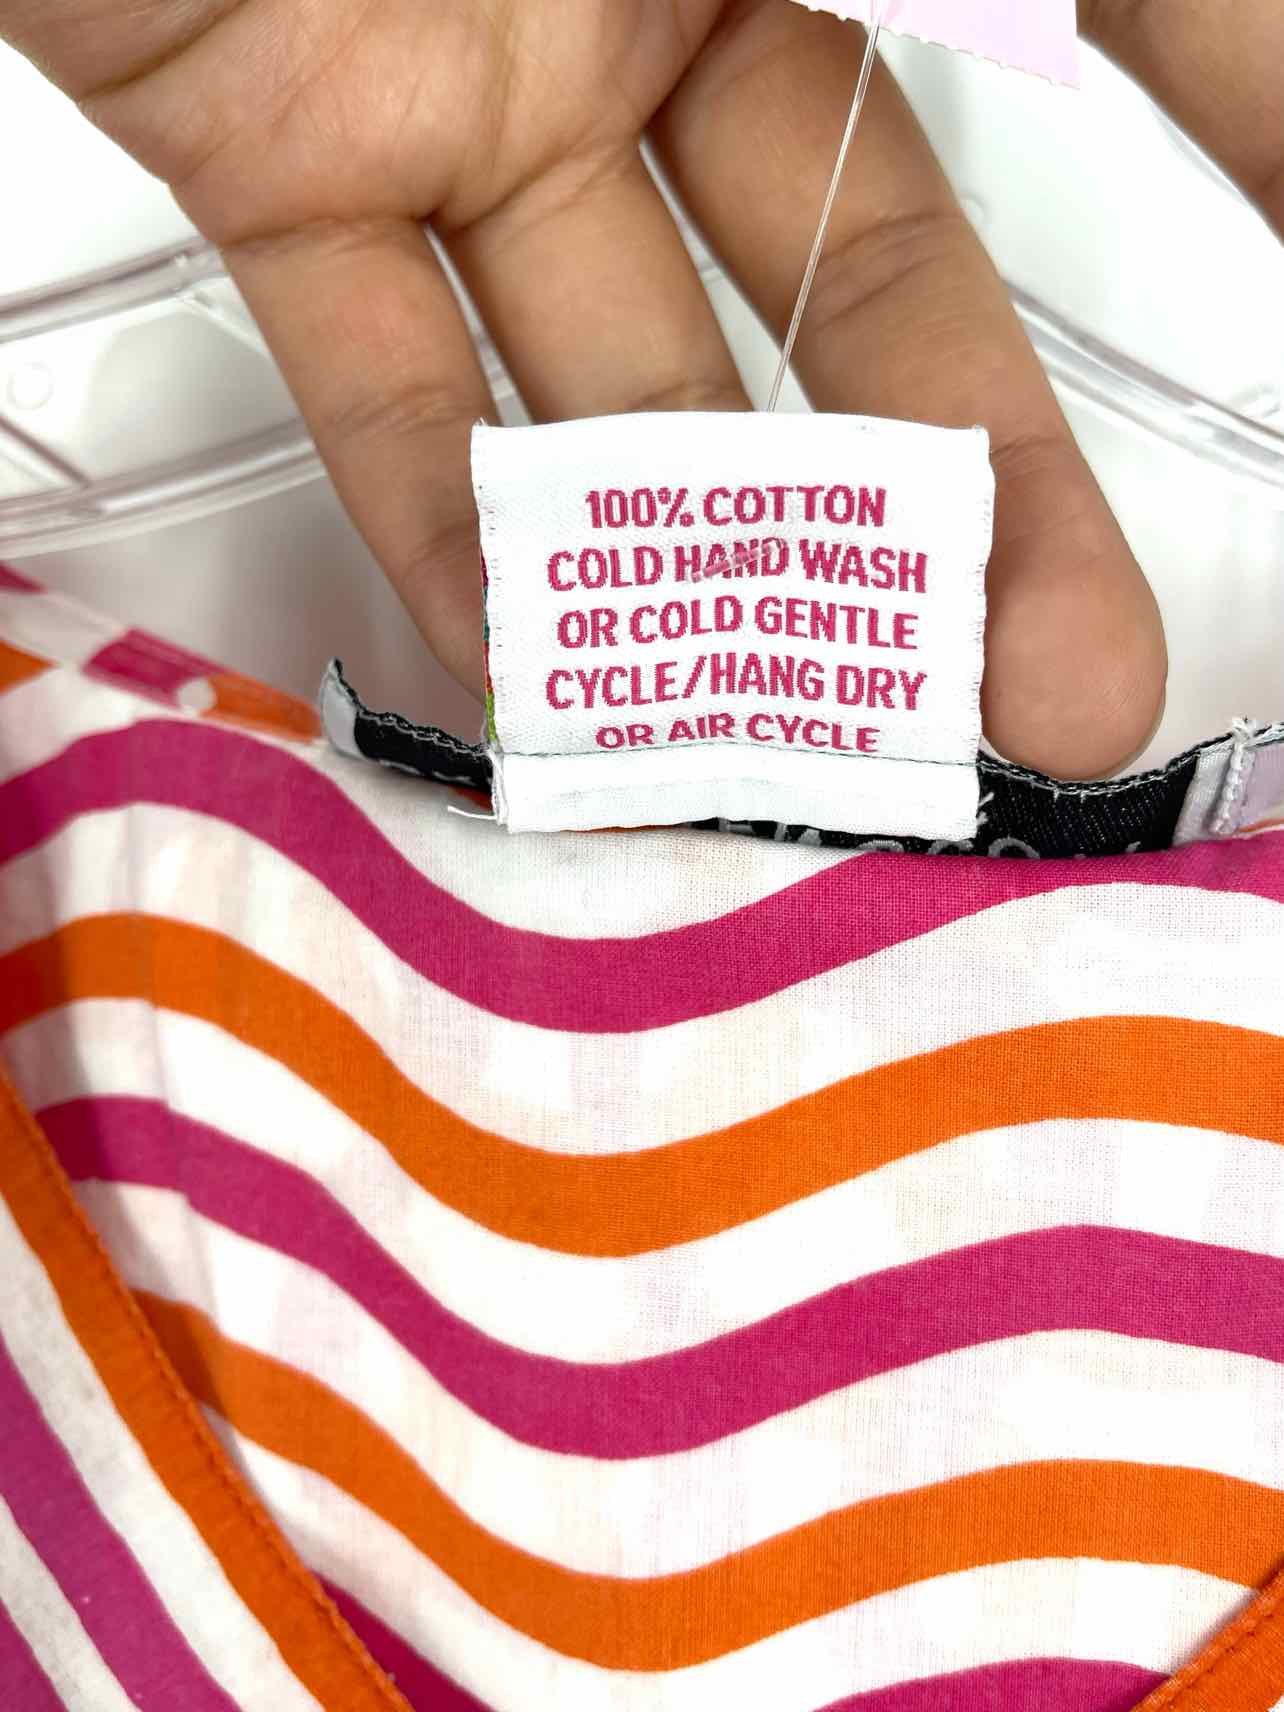 100% COTTON
COLD HAND WASH
OR COLD GENTLE
CYCLE/HANG DRY
OR AIR CYCLE